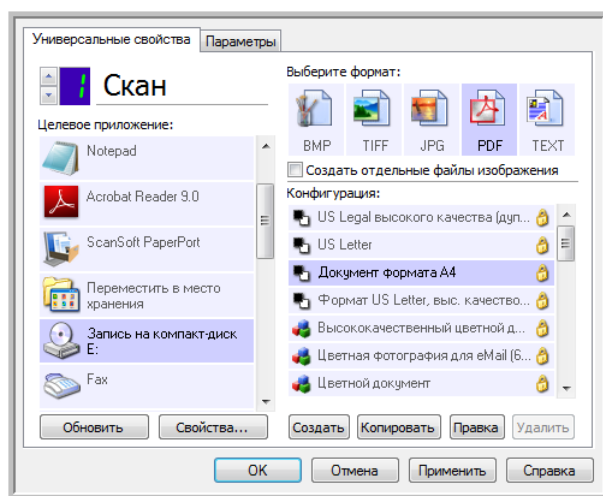 Универсальные свойства
Параметры
1 Скан
Целевое приложение:
Notepad
Acrobat Reader 9.0
ScanSoft PaperPort
Переместить в место
хранения
Запись на компакт-диск
E:
Fax
Обновить
Свойства...
Выберите формат:
BMP
TIFF
JPG
PDF
TEXT
Создать отдельные файлы изображения
Конфигурация:
US Legal высокого качества (дуп...
US Letter
Документ формата A4
Формат US Letter, выс. качество...
Высококачественный цветной д...
Цветная фотография для eMail (6...
Цветной документ
Создать
Копировать
Правка
Удалить
OK
Отмена
Применить
Справка